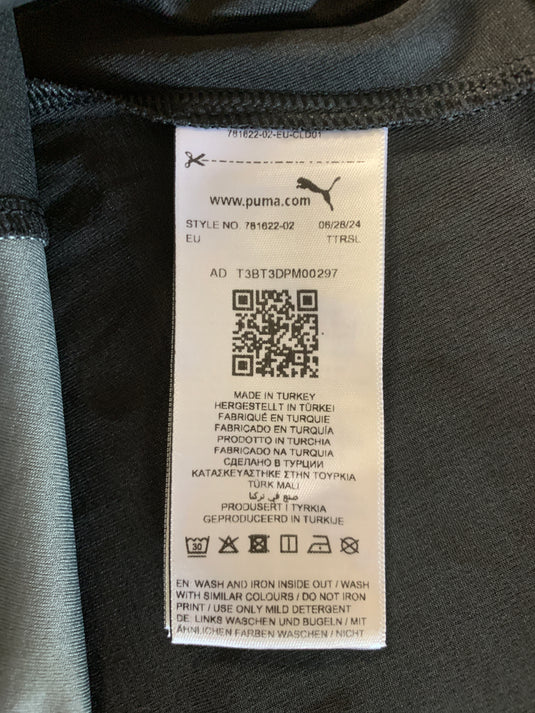 781622-02-EU-CLD01
www.puma.com
STYLE NO. 781622-02 06/28/24
EU TTRSL
AD T3BT3DPM00297
MADE IN TURKEY
HERGESTELLT IN TÜRKEI
FABRIQUÉ EN TURQUIE
FABRICADO EN TURQUÍA
PRODOTTO IN TURCHIA
FABRICADO NA TURQUIA
СДЕЛАНО В ТУРЦИИ
ΚΑΤΑΣΚΕΥΑΣΤΗΚΕ ΣΤΗΝ ΤΟΥΡΚΙΑ
TÜRK MALI
صنع في تركيا
PRODUSERT I TYRKIA
GEPRODUCEERD IN TURKIJE
30
EN: WASH AND IRON INSIDE OUT / WASH
WITH SIMILAR COLOURS / DO NOT IRON
PRINT / USE ONLY MILD DETERGENT
DE: LINKS WASCHEN UND BÜGELN / MIT
ÄHNLICHEN FARBEN WASCHEN / NICHT